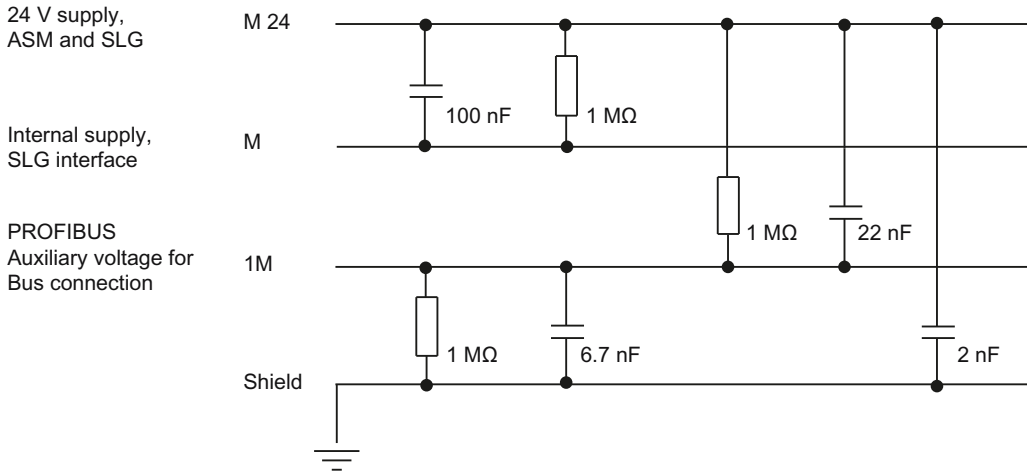 24 V supply,
ASM and SLG
M 24
100 nF
1 MΩ
Internal supply,
SLG interface
M
PROFIBUS
Auxiliary voltage for
Bus connection
1 MΩ
22 nF
1M
1 MΩ
6.7 nF
2 nF
Shield